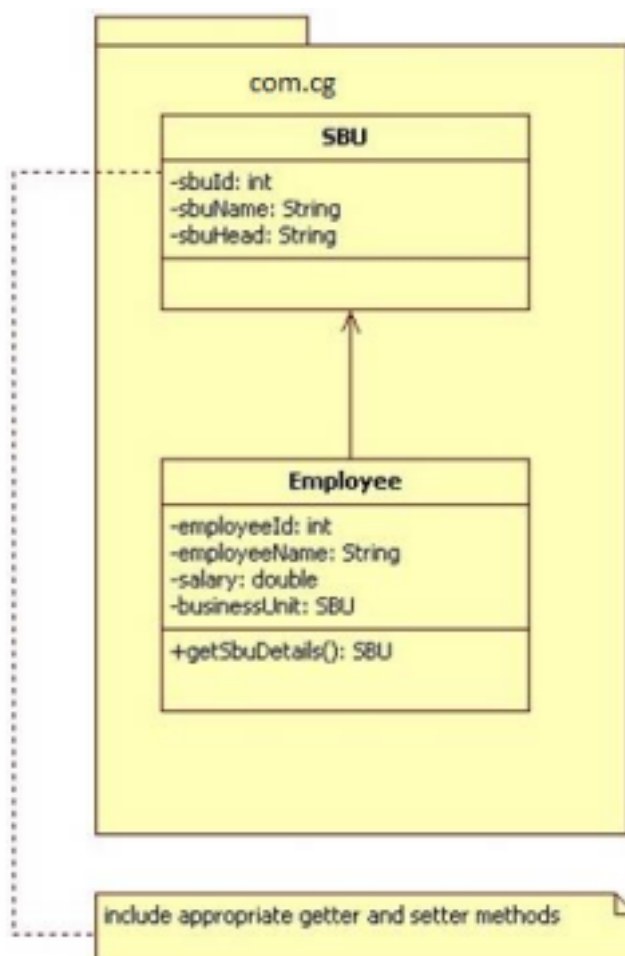 com.cg
SBU
-sbuId: int
-sbuName: String
-sbuHead: String
Employee
-employeeId: int
-employeeName: String
-salary: double
-businessUnit: SBU
+getSbuDetails(): SBU
include appropriate getter and setter methods